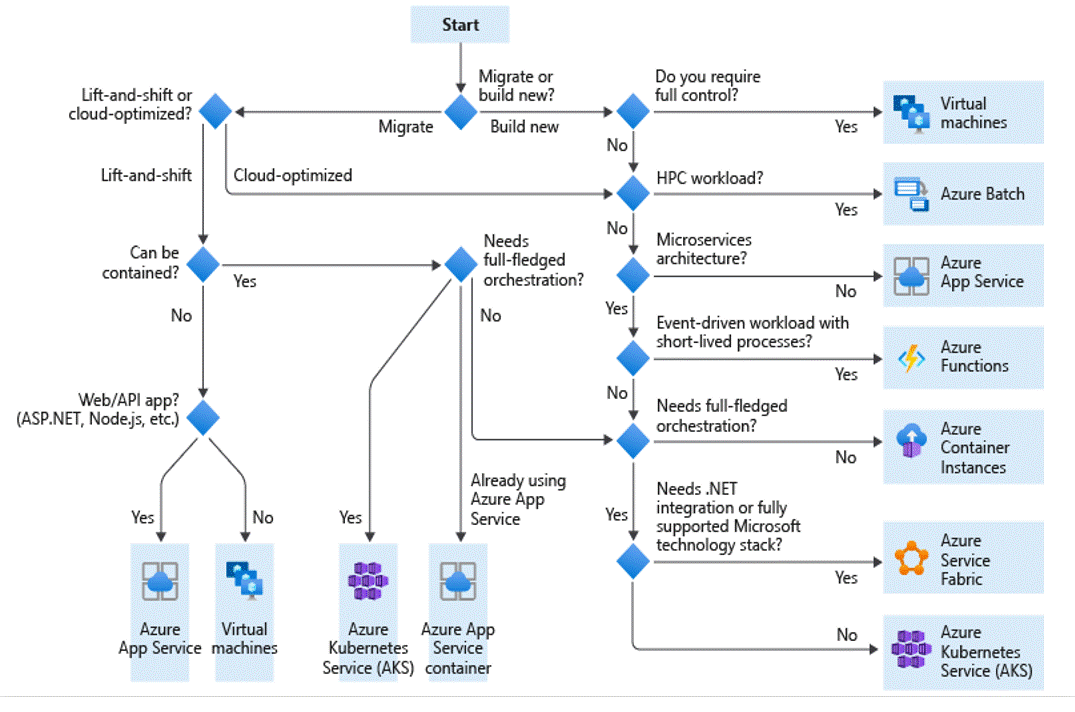 Start
Migrate or
build new?
Migrate
Build new
Lift-and-shift or
cloud-optimized?
Lift-and-shift
Cloud-optimized
Do you require
full control?
Yes
No
Virtual
machines
HPC workload?
Yes
No
Azure Batch
Microservices
architecture?
No
Yes
Azure
App Service
Event-driven workload with
short-lived processes?
Yes
No
Azure
Functions
Needs full-fledged
orchestration?
No
Yes
Azure
Container
Instances
Needs .NET
integration or fully
supported Microsoft
technology stack?
Yes
No
Azure
Service
Fabric
Azure
Kubernetes
Service (AKS)
Can be
contained?
Yes
No
Needs
full-fledged
orchestration?
No
Yes
Already using
Azure App
Service
Web/API app?
(ASP.NET, Node.js, etc.)
Yes
No
Azure
App Service
Virtual
machines
Azure
Kubernetes
Service (AKS)
Azure App
Service
container